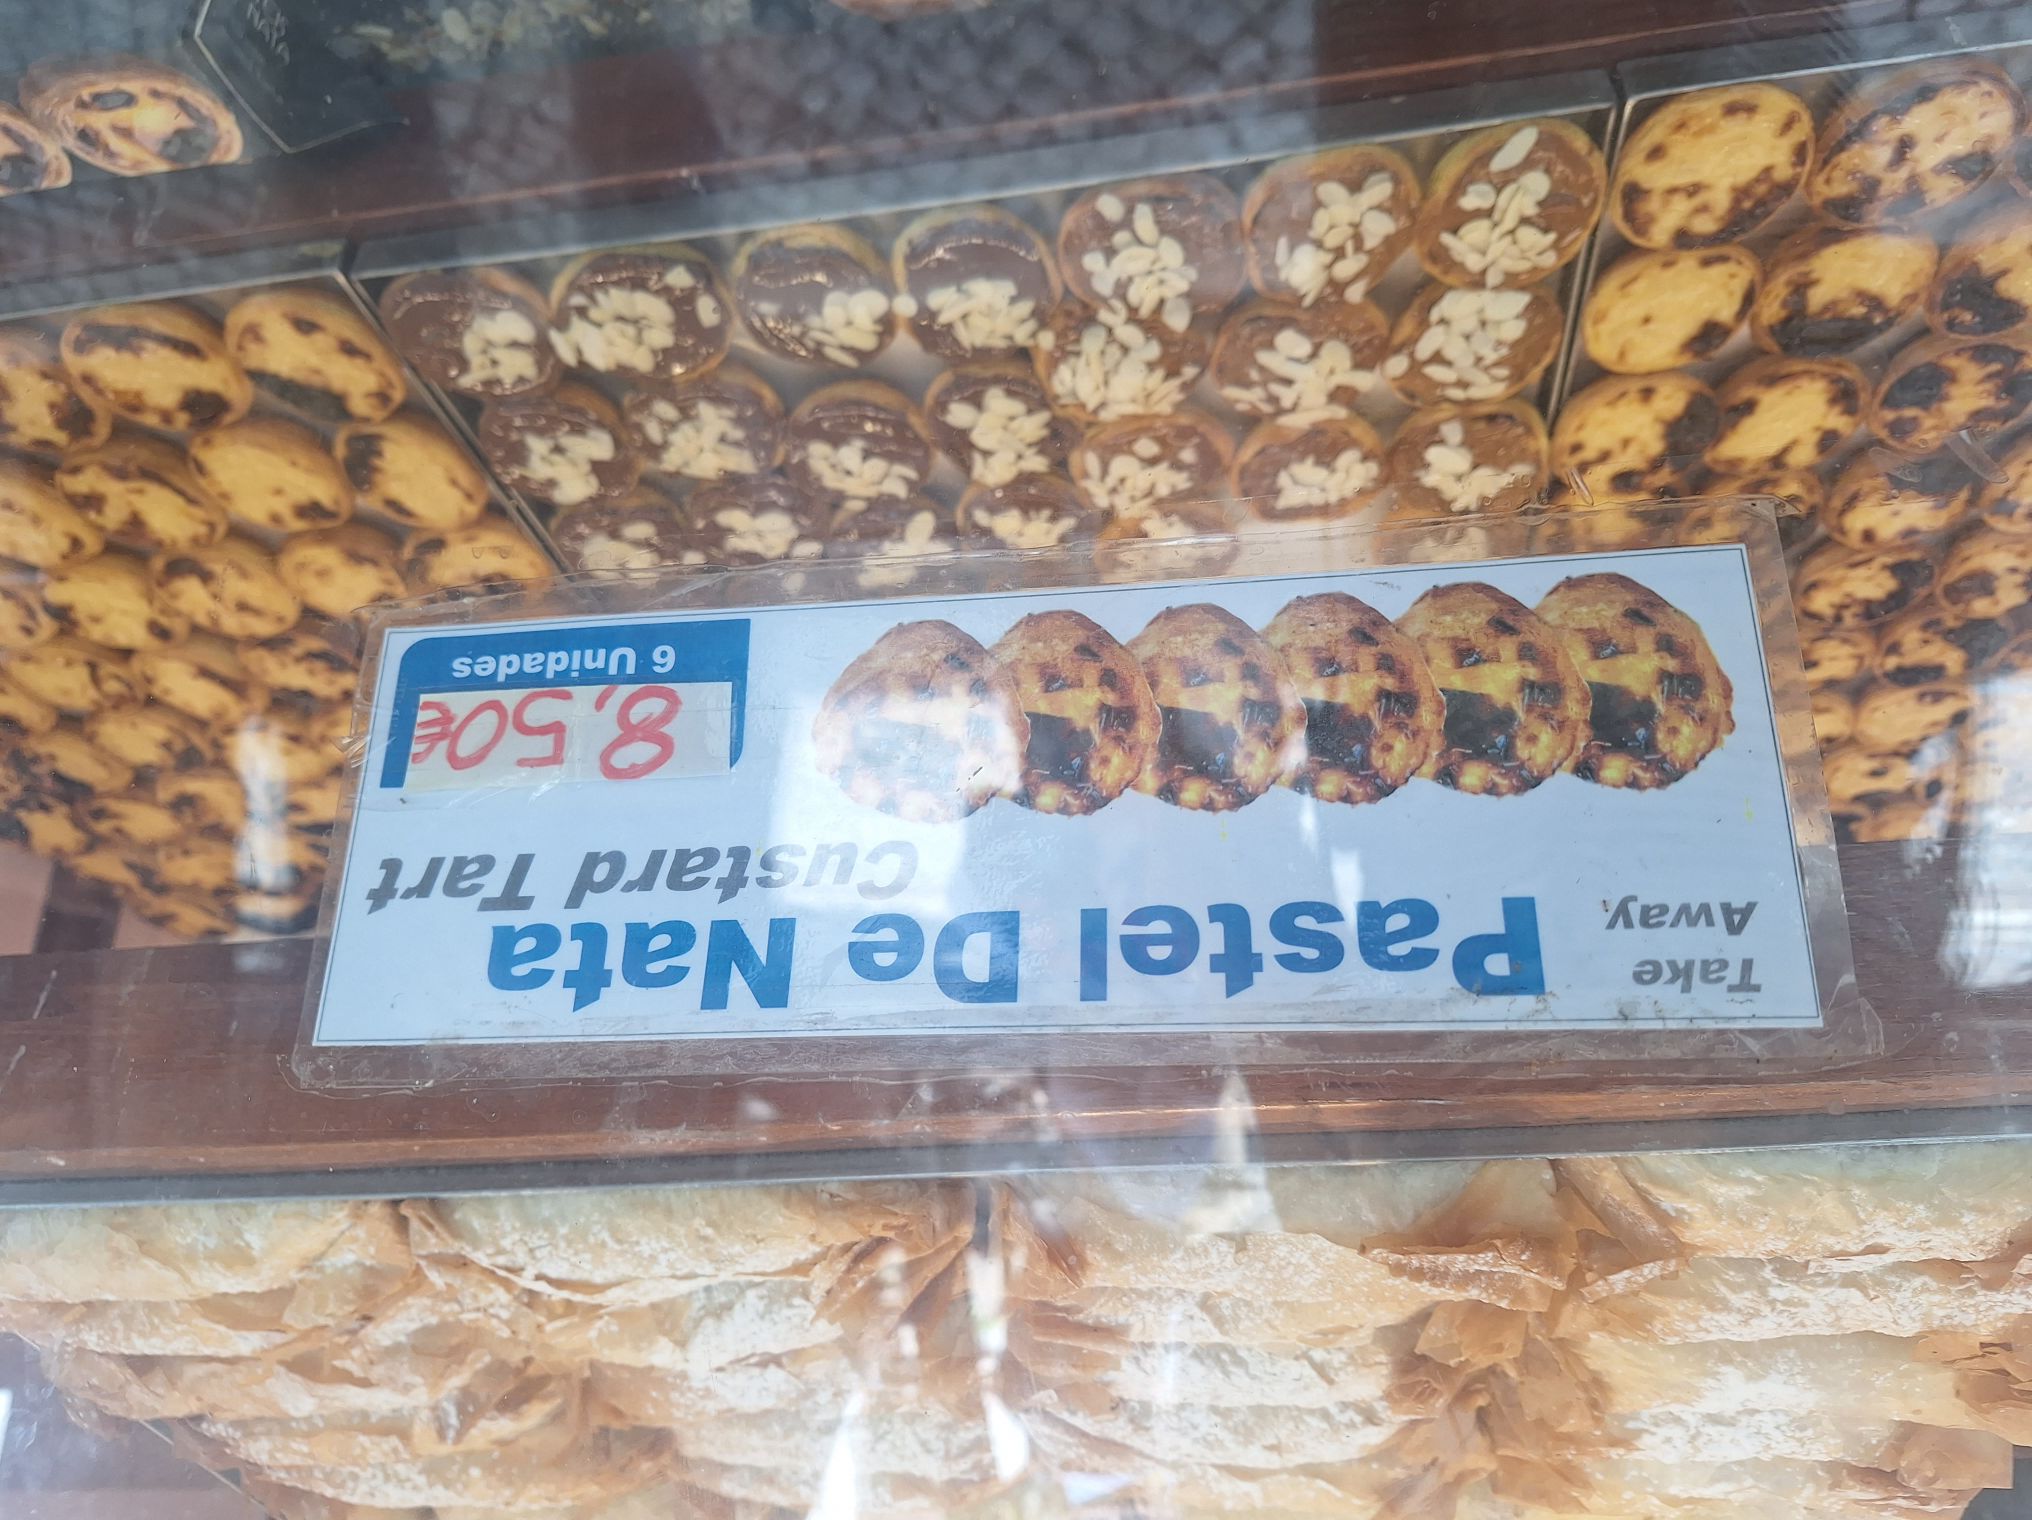 Take
Away
Pastel De Nata
Custard Tart
8,50€
6 Unidades